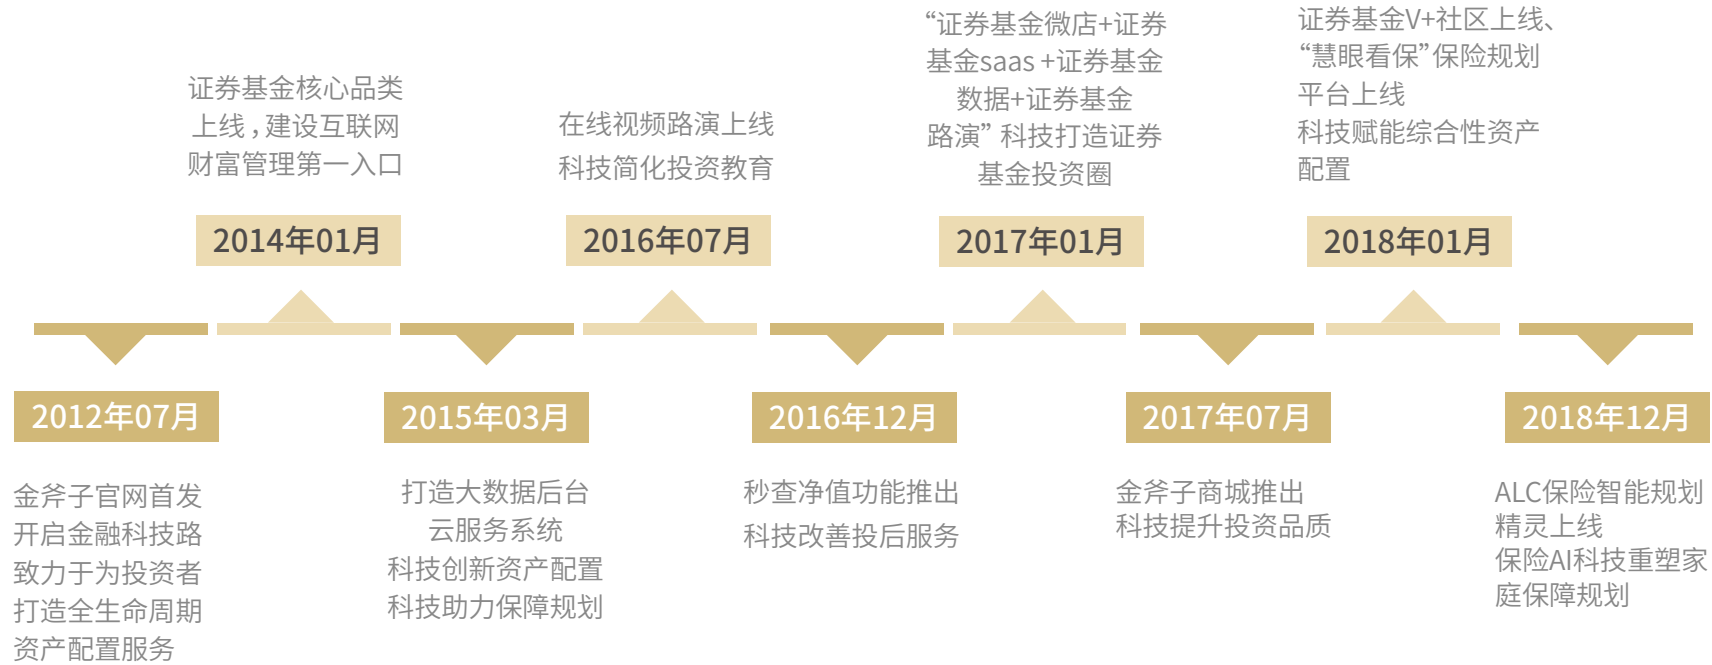 证券基金核心品类
上线，建设互联网
财富管理第一入口
2014年01月
在线视频路演上线
科技简化投资教育
2016年07月
“证券基金微店+证券
基金saas +证券基金
数据+证券基金
路演” 科技打造证券
基金投资圈
2017年01月
证券基金V+社区上线、
“慧眼看保”保险规划
平台上线
科技赋能综合性资产
配置
2018年01月
2012年07月
金斧子官网首发
开启金融科技路
致力于为投资者
打造全生命周期
资产配置服务
2015年03月
打造大数据后台
云服务系统
科技创新资产配置
科技助力保障规划
2016年12月
秒查净值功能推出
科技改善投后服务
2017年07月
金斧子商城推出
科技提升投资品质
2018年12月
ALC保险智能规划
精灵上线
保险AI科技重塑家
庭保障规划